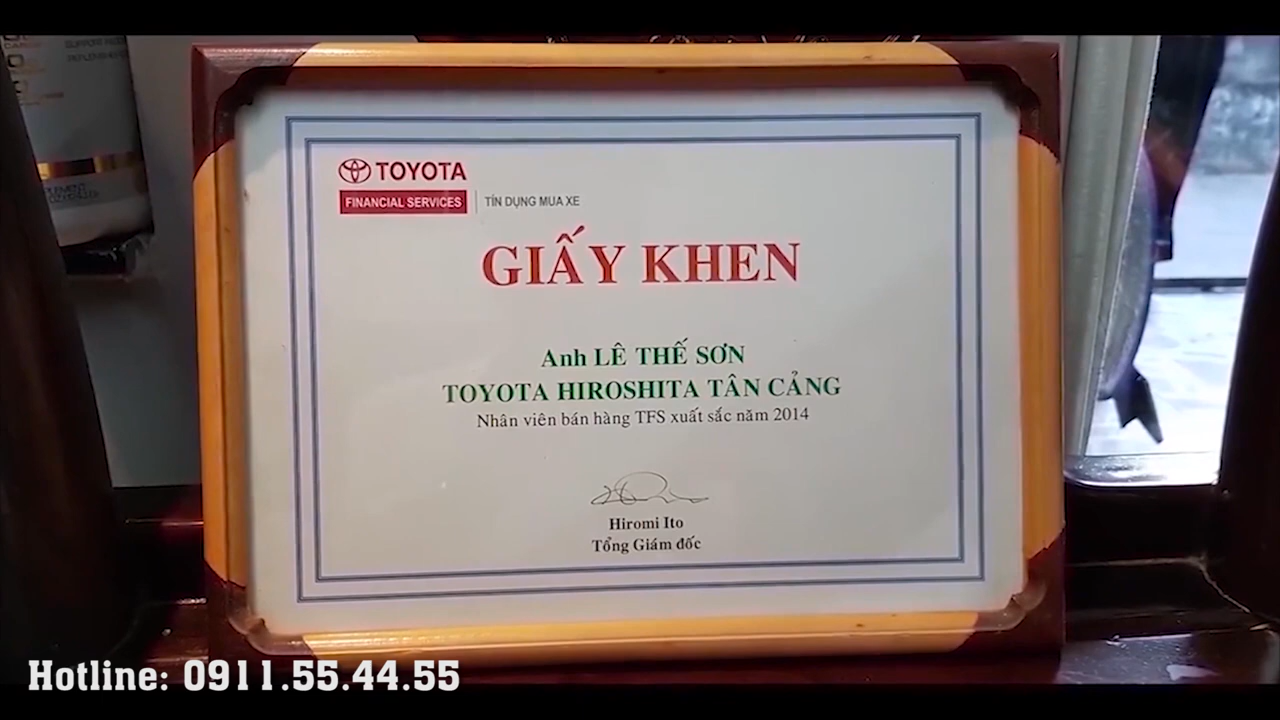 TOYOTA
FINANCIAL SERVICES
TÍN DỤNG MUA XE
GIẤY KHEN
Anh LÊ THẾ SƠN
TOYOTA HIROSHITA TÂN CẢNG
Nhân viên bán hàng TFS xuất sắc năm 2014
Hiromi Ito
Tổng Giám đốc
Hotline: 0911.55.44.55